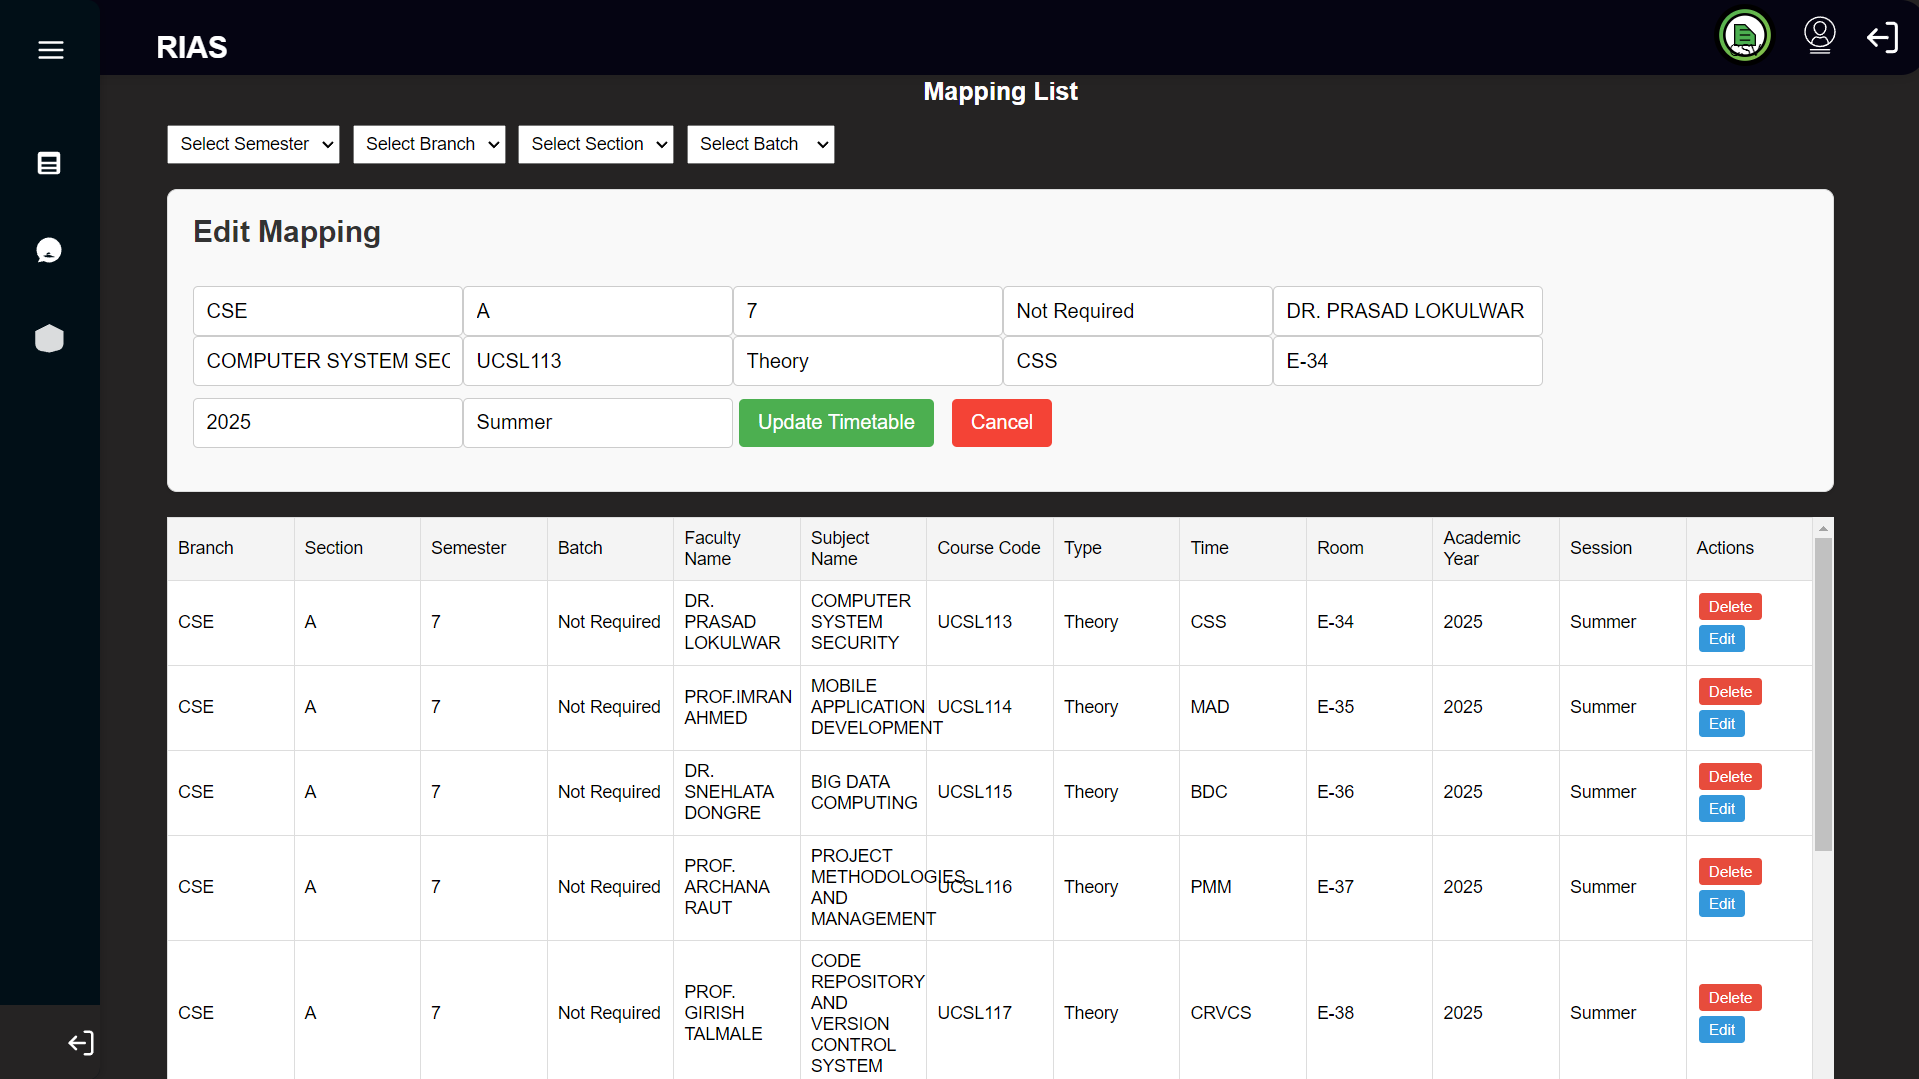 RIAS
CSV
Mapping List
Select Semester Select Branch Select Section Select Batch
Edit Mapping
CSE A 7 Not Required DR. PRASAD LOKULWAR
COMPUTER SYSTEM SEC UCSL113 Theory CSS E-34
2025 Summer Update Timetable Cancel
Branch Section Semester Batch Faculty Name Subject Name Course Code Type Time Room Academic Year Session Actions
CSE A 7 Not Required DR. PRASAD LOKULWAR COMPUTER SYSTEM SECURITY UCSL113 Theory CSS E-34 2025 Summer Delete Edit
CSE A 7 Not Required PROF.IMRAN AHMED MOBILE APPLICATION DEVELOPMENT UCSL114 Theory MAD E-35 2025 Summer Delete Edit
CSE A 7 Not Required DR. SNEHLATA DONGRE BIG DATA COMPUTING UCSL115 Theory BDC E-36 2025 Summer Delete Edit
CSE A 7 Not Required PROF. ARCHANA RAUT PROJECT METHODOLOGIES AND MANAGEMENT UCSL116 Theory PMM E-37 2025 Summer Delete Edit
CSE A 7 Not Required PROF. GIRISH TALMALE CODE REPOSITORY AND VERSION CONTROL SYSTEM UCSL117 Theory CRVCS E-38 2025 Summer Delete Edit